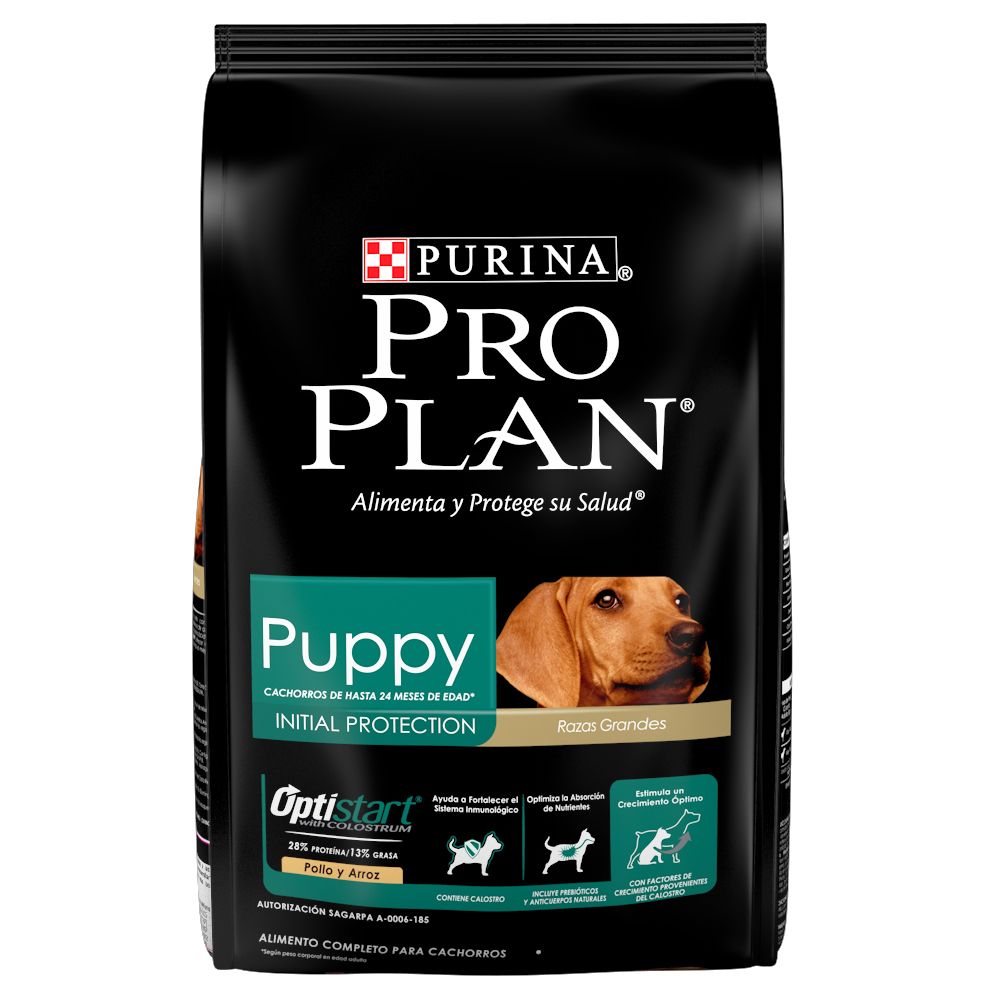 PURINA®
PRO
PLAN®
Alimenta y Protege su Salud®
Puppy
CACHORROS DE HASTA 24 MESES DE EDAD*
INITIAL PROTECTION
Razas Grandes
Optistart®
with COLOSTRUM
28% PROTEÍNA/13% GRASA
Pollo y Arroz
Ayuda a Fortalecer el
Sistema Inmunológico
CONTIENE CALOSTRO
Optimiza la Absorción
de Nutrientes
INCLUYE PREBIÓTICOS
Y ANTICUERPOS NATURALES
Estimula un
Crecimiento Óptimo
CON FACTORES DE
CRECIMIENTO PROVENIENTES
DEL CALOSTRO
AUTORIZACIÓN SAGARPA A-0006-185
ALIMENTO COMPLETO PARA CACHORROS
*Según peso corporal en edad adulta